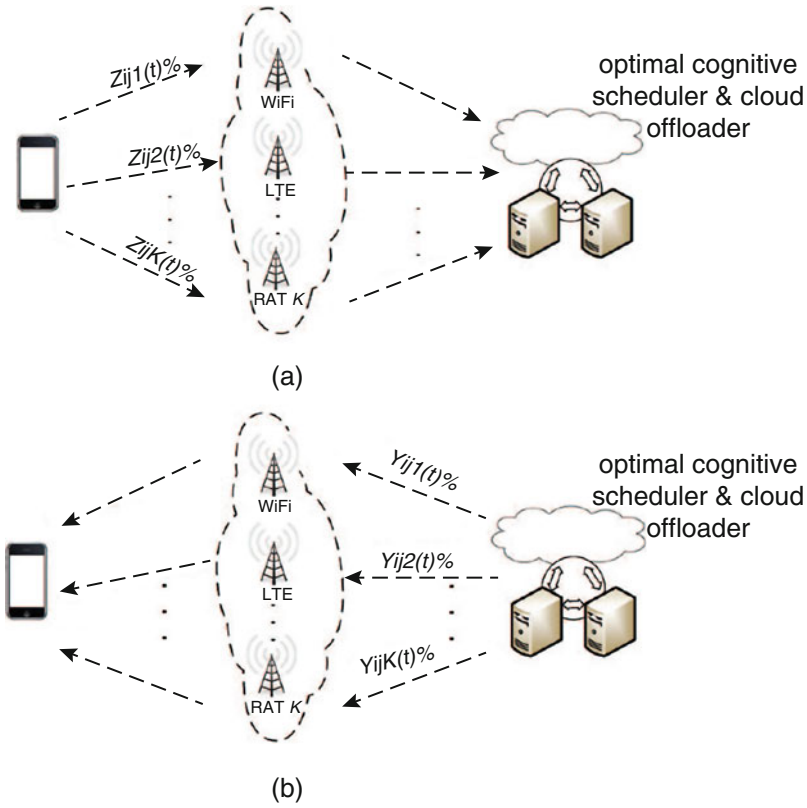 Zij1(t)%
WiFi
optimal cognitive
scheduler & cloud
offloader
Zij2(t)%
LTE
ZijK(t)%
RAT K
(a)
WiFi
Yij1(t)%
optimal cognitive
scheduler & cloud
offloader
Yij2(t)%
LTE
YijK(t)%
RAT K
(b)